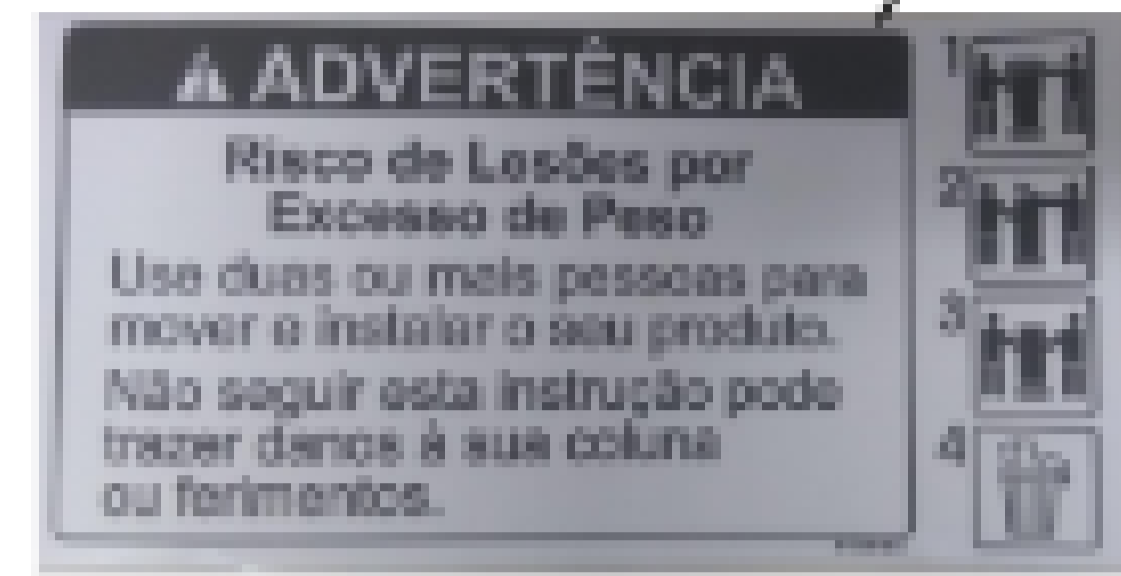 ADVERTÊNCIA
Risco de Lesões por
Excesso de Peso
Use duas ou mais pessoas para
mover e instalar o seu produto.
Não seguir esta instrução pode
trazer danos à sua coluna
ou ferimentos.
1
2
3
4